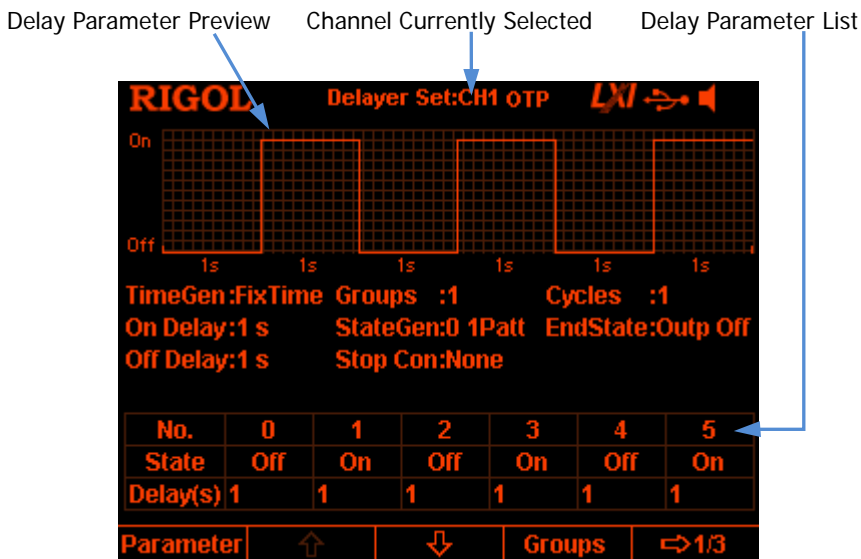 Delay Parameter Preview Channel Currently Selected Delay Parameter List
RIGOL Delayer Set:CH1 OTP LXI
On
Off
1s 1s 1s 1s 1s 1s
TimeGen:FixTime Groups :1 Cycles :1
On Delay:1 s StateGen:0 1Patt EndState:Outp Off
Off Delay:1 s Stop Con:None
No. 0 1 2 3 4 5
State Off On Off On Off On
Delay(s) 1 1 1 1 1 1
Parameter Groups 1/3